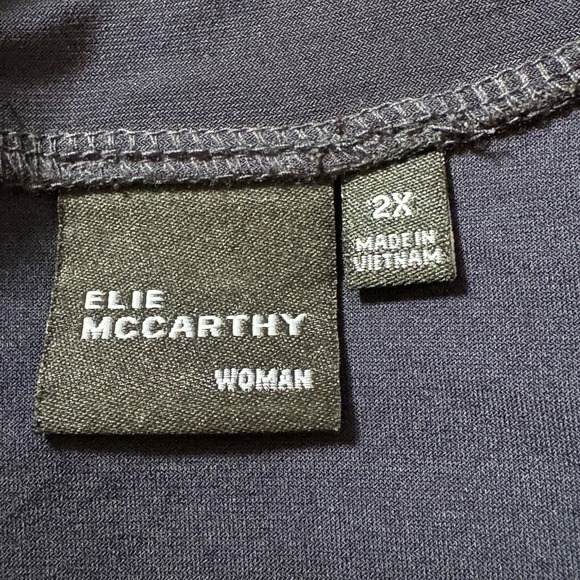 ELIE
MCCARTHY
WOMAN
2X
MADE IN
VIETNAM